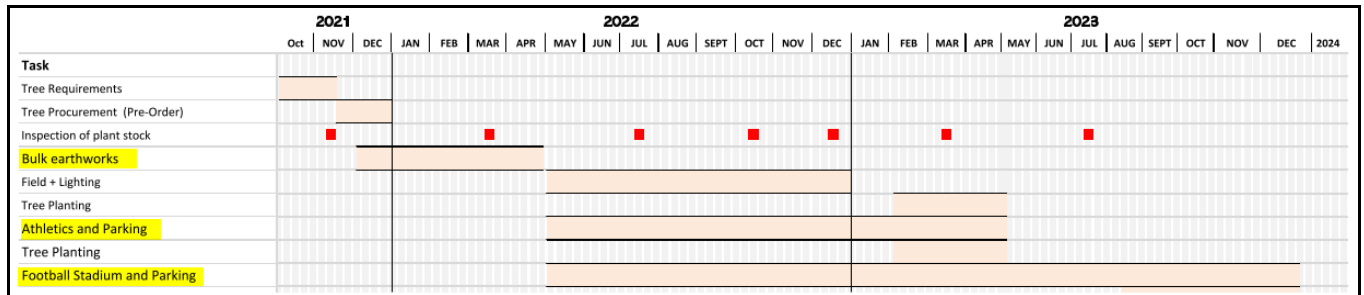 2021 2022 2023
Oct NOV DEC JAN FEB MAR APR MAY JUN JUL AUG SEPT OCT NOV DEC JAN FEB MAR APR MAY JUN JUL AUG SEPT OCT NOV DEC 2024
Task
Tree Requirements
Tree Procurement (Pre-Order)
Inspection of plant stock
Bulk earthworks
Field + Lighting
Tree Planting
Athletics and Parking
Tree Planting
Football Stadium and Parking